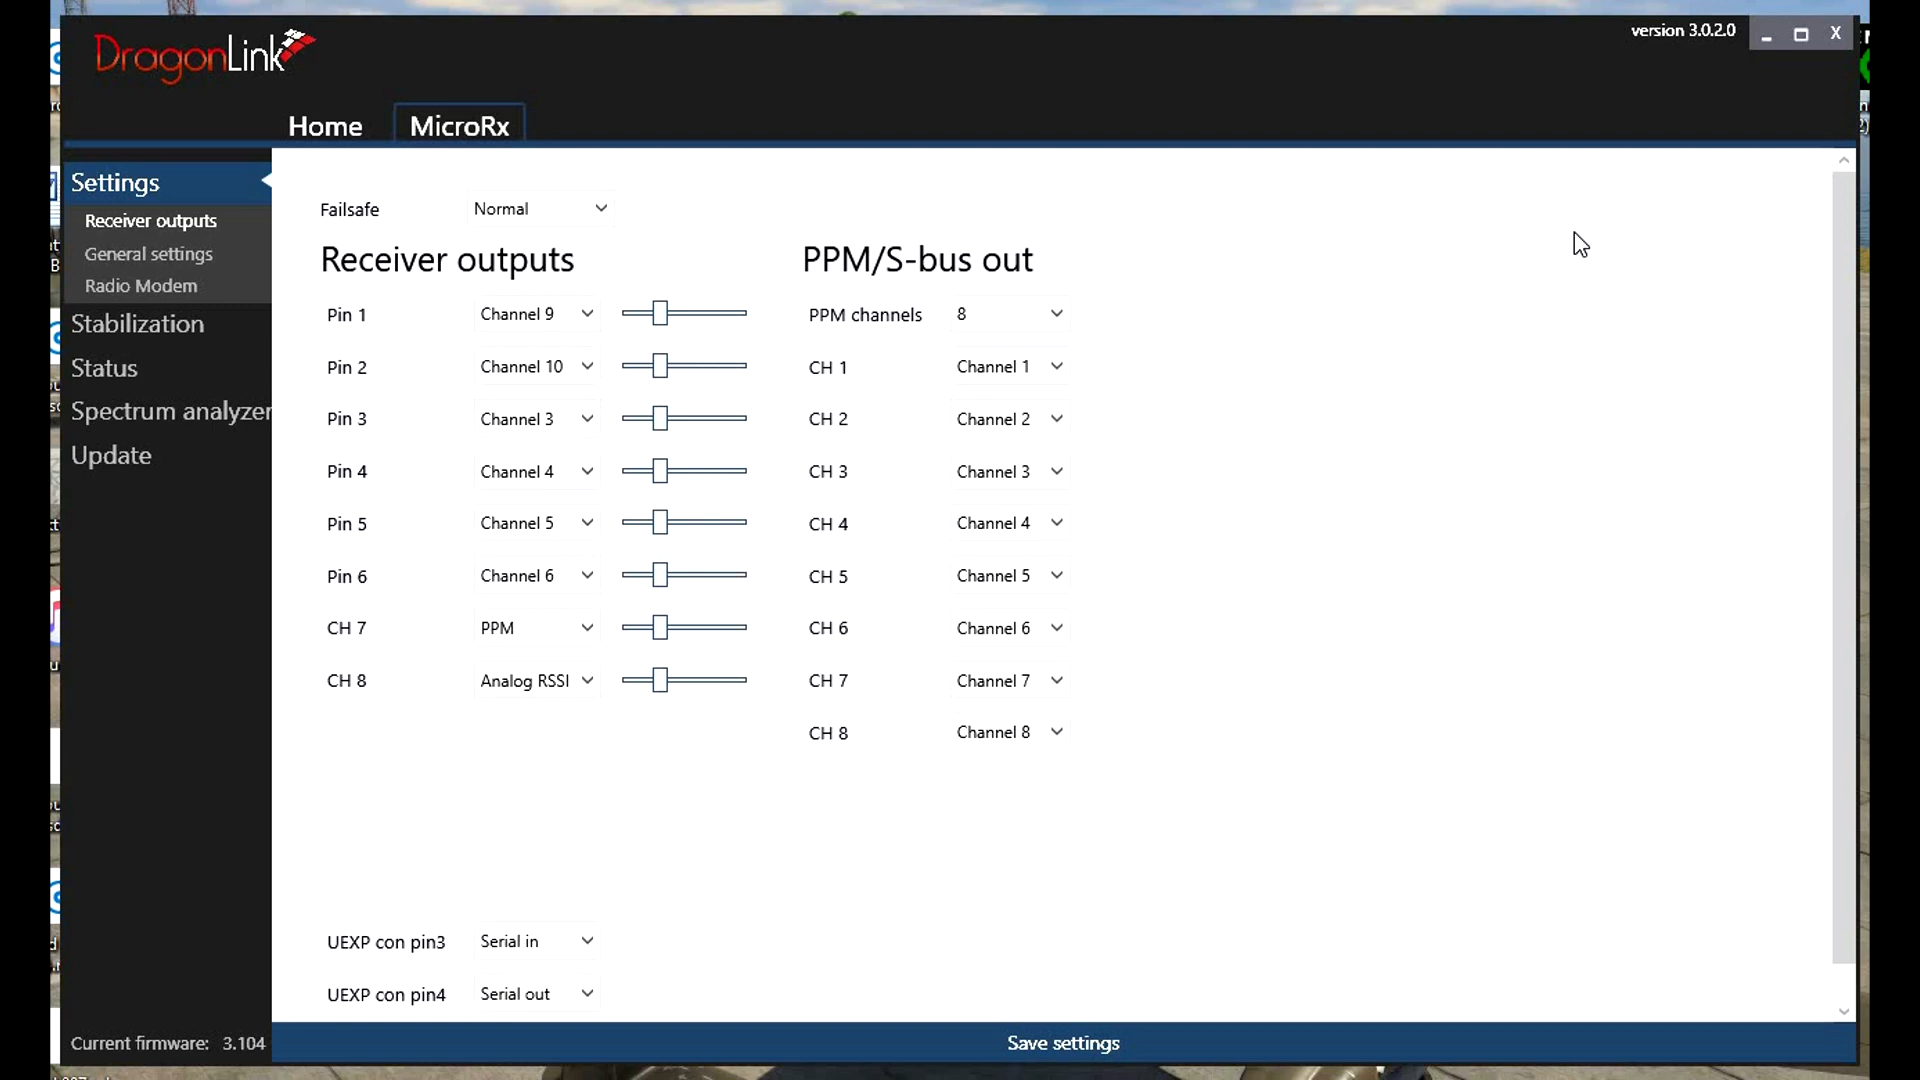 DragonLink
version 3.0.2.0
X
Home
MicroRx
Settings
Receiver outputs
General settings
Radio Modem
Stabilization
Status
Spectrum analyzer
Update
Current firmware: 3.104
Failsafe Normal
Receiver outputs
Pin 1 Channel 9
Pin 2 Channel 10
Pin 3 Channel 3
Pin 4 Channel 4
Pin 5 Channel 5
Pin 6 Channel 6
CH 7 PPM
CH 8 Analog RSSI
UEXP con pin3 Serial in
UEXP con pin4 Serial out
PPM/S-bus out
PPM channels 8
CH 1 Channel 1
CH 2 Channel 2
CH 3 Channel 3
CH 4 Channel 4
CH 5 Channel 5
CH 6 Channel 6
CH 7 Channel 7
CH 8 Channel 8
Save settings